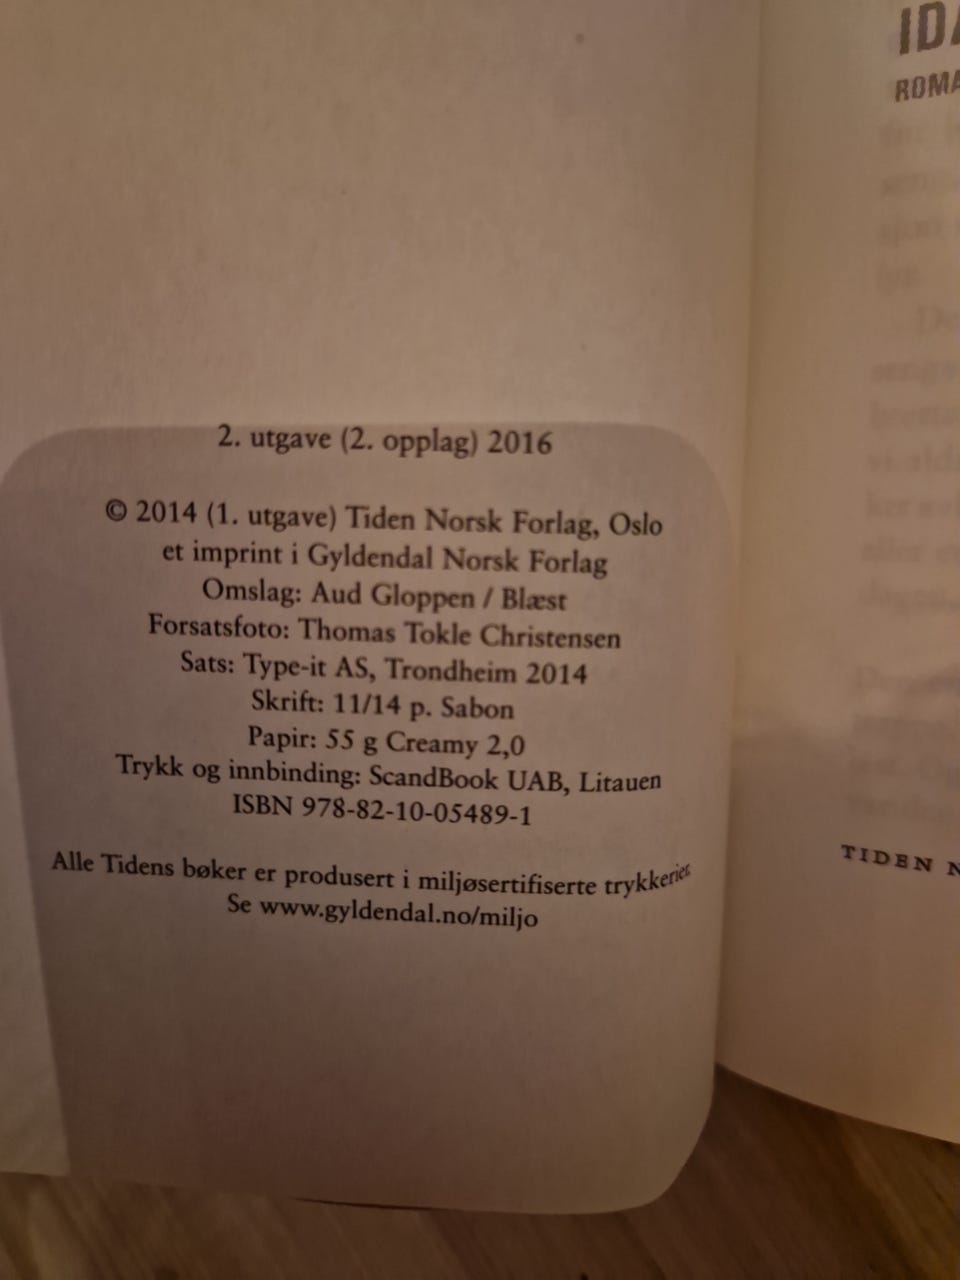 2. utgave (2. opplag) 2016
© 2014 (1. utgave) Tiden Norsk Forlag, Oslo
et imprint i Gyldendal Norsk Forlag
Omslag: Aud Gloppen / Blæst
Forsatsfoto: Thomas Tokle Christensen
Sats: Type-it AS, Trondheim 2014
Skrift: 11/14 p. Sabon
Papir: 55 g Creamy 2,0
Trykk og innbinding: ScandBook UAB, Litauen
ISBN 978-82-10-05489-1
Alle Tidens bøker er produsert i miljøsertifiserte trykkerier.
Se www.gyldendal.no/miljo
IDA
ROMA
TIDEN N